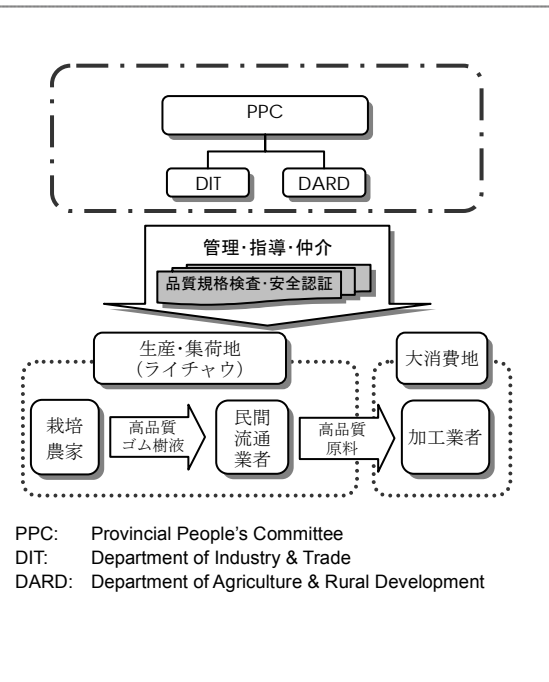 PPC
DIT
DARD
管理･指導･仲介
品質規格検査･安全認証
生産･集荷地
(ライチャウ)
大消費地
栽培
農家
高品質
ゴム樹液
民間
流通
業者
高品質
原料
加工業者
PPC: Provincial People's Committee
DIT: Department of Industry & Trade
DARD: Department of Agriculture & Rural Development